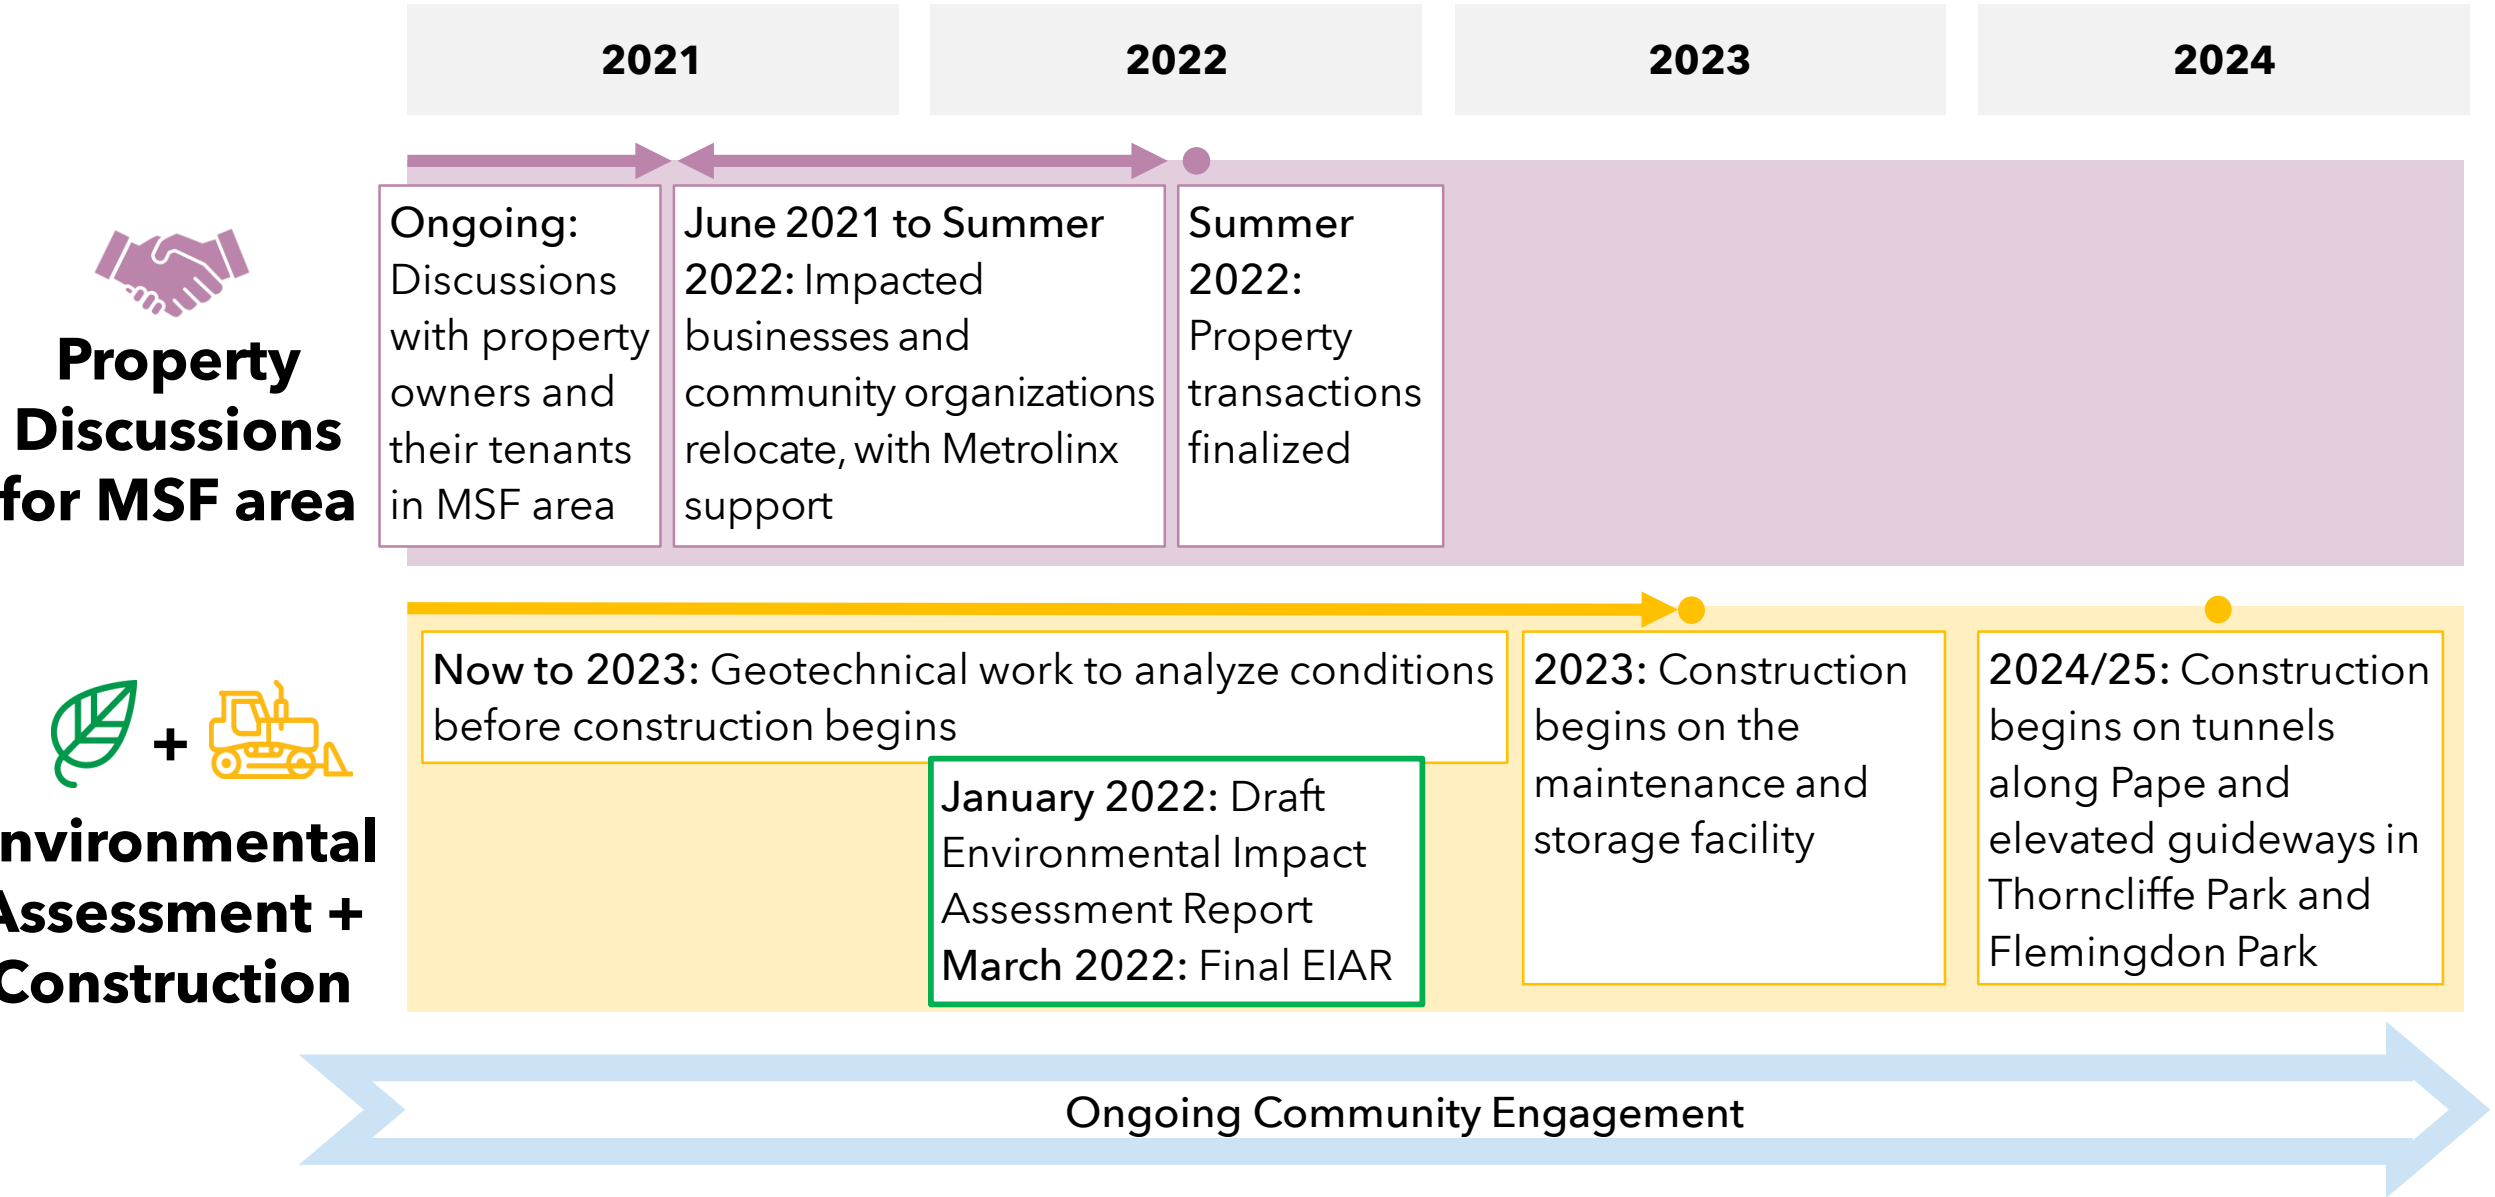 2021
2022
2023
2024
Property
Discussions
for MSF area
Ongoing:
Discussions
with property
owners and
their tenants
in MSF area
June 2021 to Summer
2022: Impacted
businesses and
community organizations
relocate, with Metrolinx
support
Summer
2022:
Property
transactions
finalized
+
nvironmental
Assessment +
Construction
Now to 2023: Geotechnical work to analyze conditions
before construction begins
January 2022: Draft
Environmental Impact
Assessment Report
March 2022: Final EIAR
2023: Construction
begins on the
maintenance and
storage facility
2024/25: Construction
begins on tunnels
along Pape and
elevated guideways in
Thorncliffe Park and
Flemingdon Park
Ongoing Community Engagement